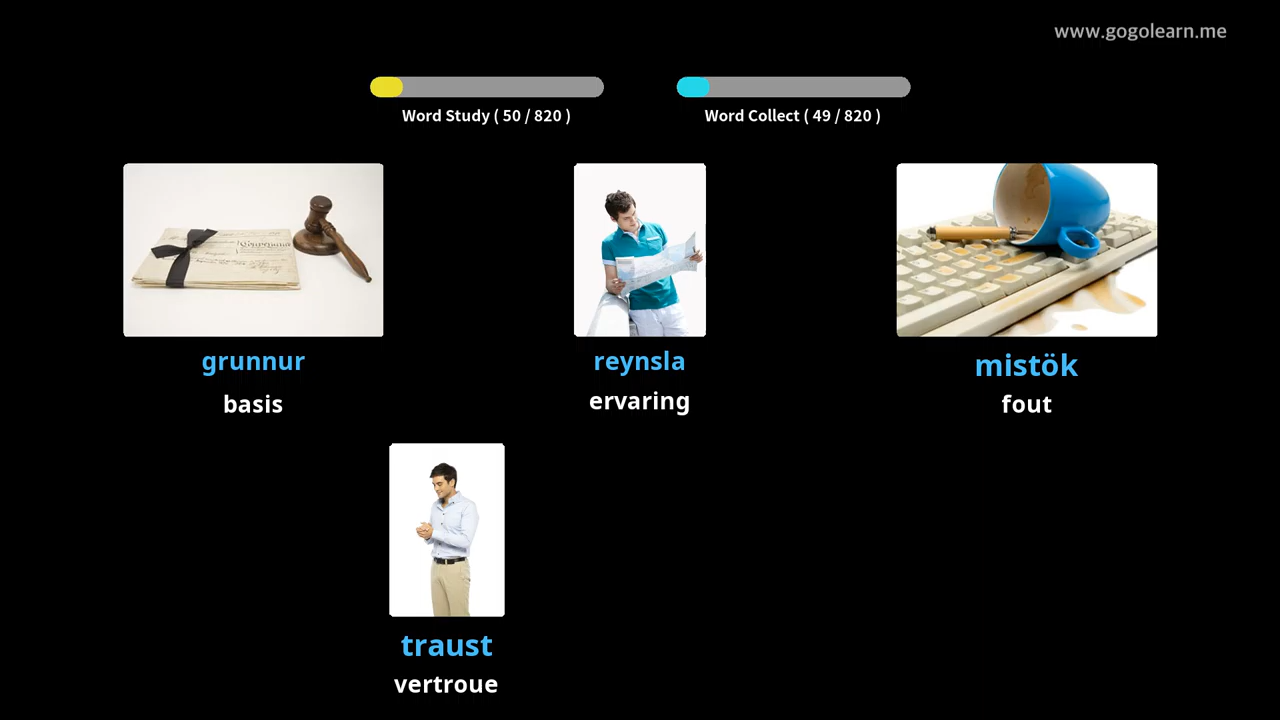 www.gogolearn.me
Word Study ( 50 / 820 )
Word Collect ( 49 / 820 )
grunnur
basis
reynsla
ervaring
mistök
fout
traust
vertroue